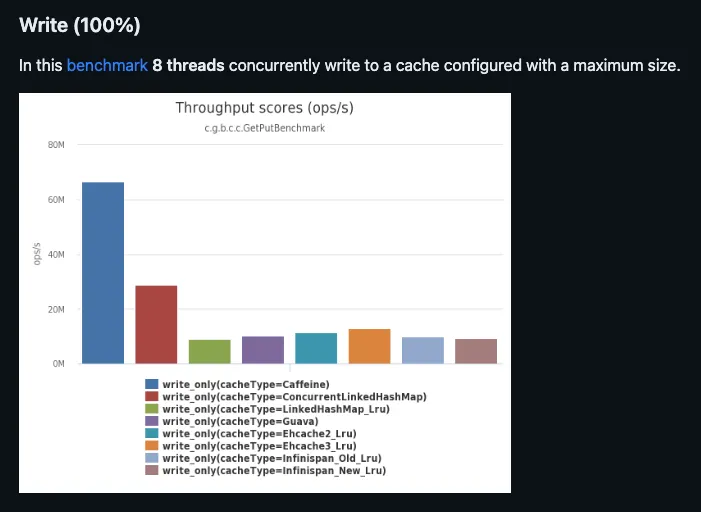 Write (100%)
In this benchmark 8 threads concurrently write to a cache configured with a maximum size.
Throughput scores (ops/s)
c.g.b.c.c.GetPutBenchmark
80M
60M
40M
20M
0M
ops/s
write_only(cacheType=Caffeine)
write_only(cacheType=ConcurrentLinkedHashMap)
write_only(cacheType=LinkedHashMap_Lru)
write_only(cacheType=Guava)
write_only(cacheType=Ehcache2_Lru)
write_only(cacheType=Ehcache3_Lru)
write_only(cacheType=Infinispan_Old_Lru)
write_only(cacheType=Infinispan_New_Lru)